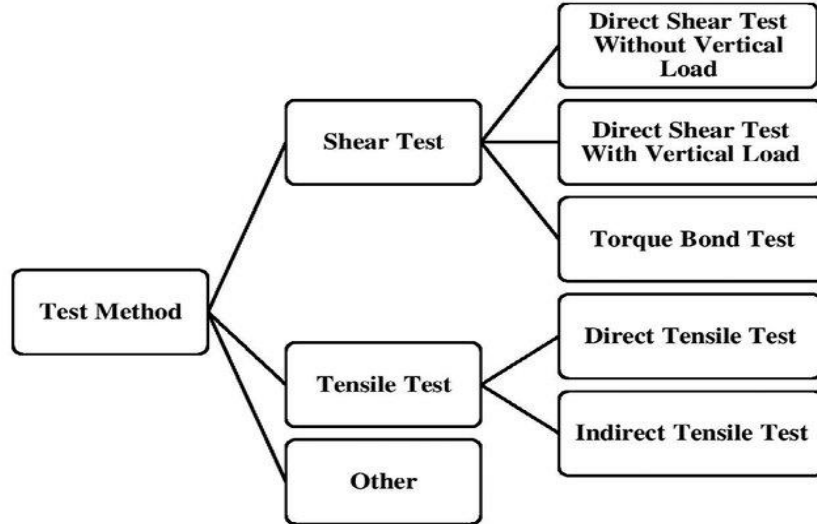 Direct Shear Test
Without Vertical
Load
Shear Test
Direct Shear Test
With Vertical Load
Torque Bond Test
Test Method
Direct Tensile Test
Tensile Test
Indirect Tensile Test
Other